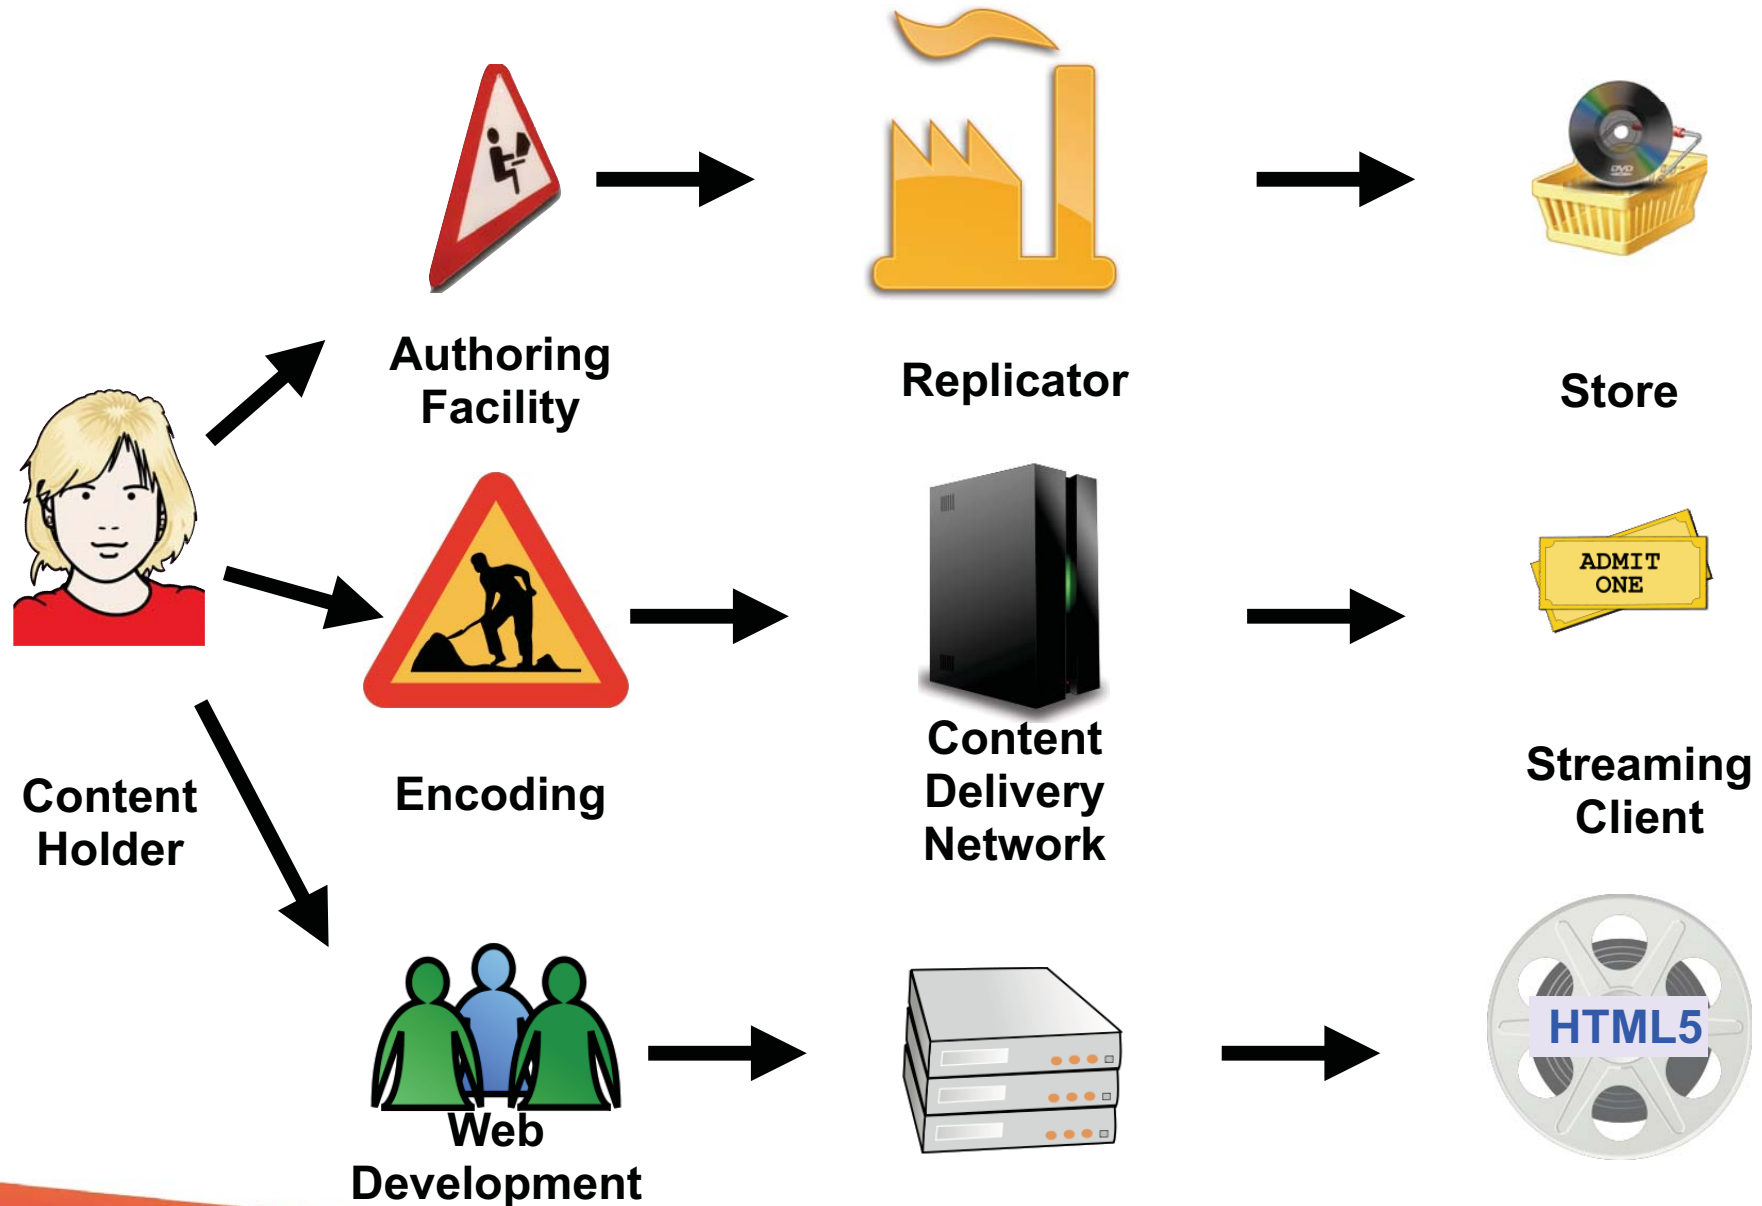 Authoring
Facility
Replicator
Store
DVD
ADMIT
ONE
Content
Holder
Encoding
Content
Delivery
Network
Streaming
Client
HTML5
Web
Development